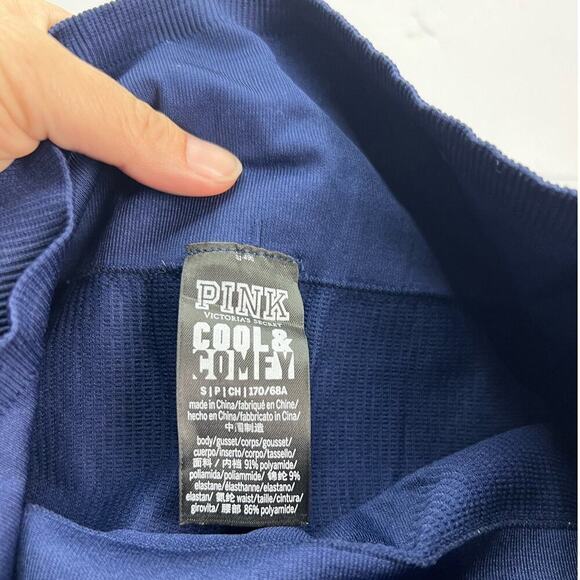 PINK
VICTORIA'S SECRET
COOL&
COMFY
S|P|CH|170/68A
made in China/fabriqué en Chine/
hecho en China/fabbricato in Cina/
中国制造
body/gusset/corps/gousset/
cuerpo/inserto/corpo/tassello/
面料 / 内裆 91% polyamide/
poliamida/poliammide/ 锦纶 9%
elastane/élasthanne/elastano/
elastan/ 氨纶 waist/taille/cintura/
girovita/ 腰部 86% polyamide/